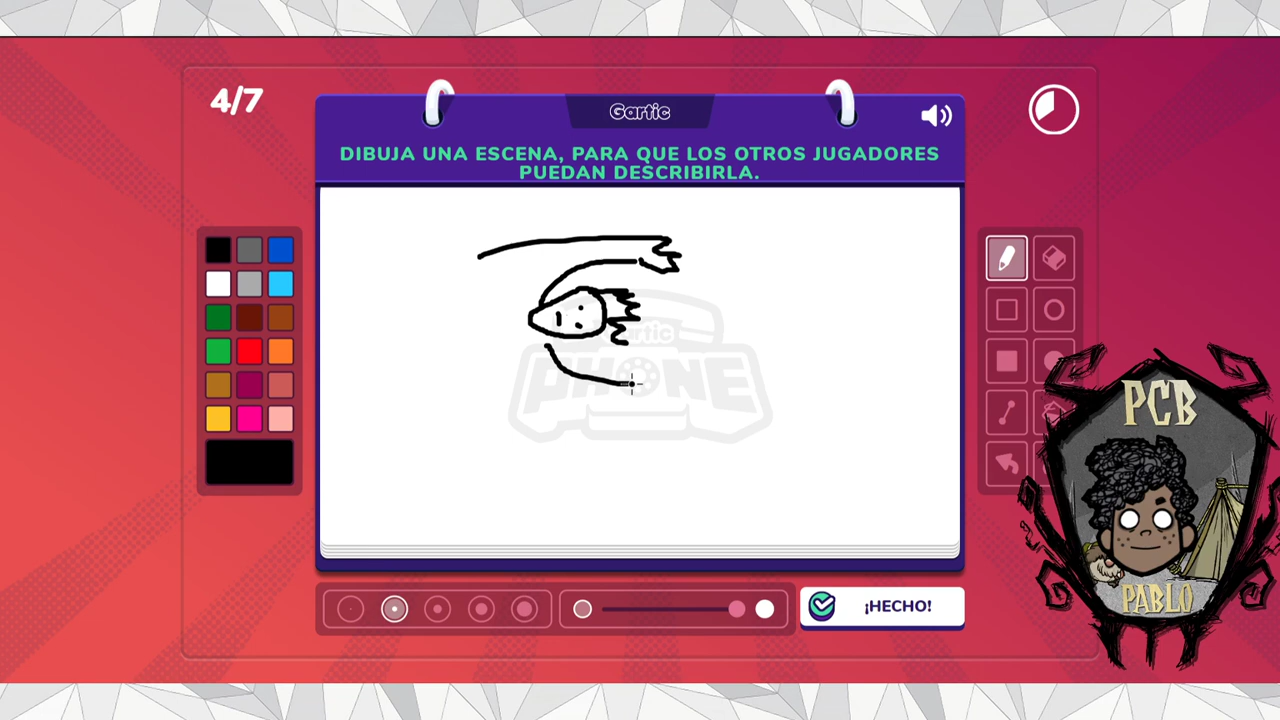 4/7
Gartic
DIBUJA UNA ESCENA, PARA QUE LOS OTROS JUGADORES
PUEDAN DESCRIBIRLA.
Gartic
PHONE
¡HECHO!
PCB
PABLO